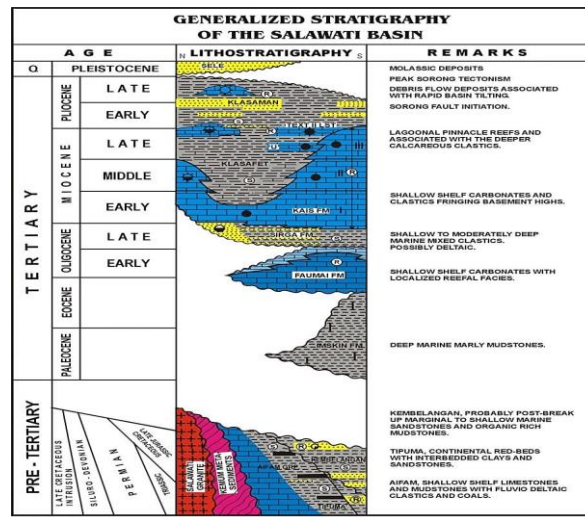 GENERALIZED STRATIGRAPHY
OF THE SALAWATI BASIN
AGE
N LITHOSTRATIGRAPHY S
REMARKS
Q
PLEISTOCENE
SELE
MOLASSIC DEPOSITS
TERTIARY
PLIOCENE
LATE
EARLY
R
KLASAMAN
PEAK SORONG TECTONISM
DEBRIS FLOW DEPOSITS ASSOCIATED
WITH RAPID BASIN TILTING.
SORONG FAULT INITIATION.
MIOCENE
LATE
MIDDLE
EARLY
R
"U"
III
KLASAFET
II
R
S
KAIS FM
I
LAGOONAL PINNACLE REEFS AND
ASSOCIATED WITH THE DEEPER
CALCAREOUS CLASTICS.
SHALLOW SHELF CARBONATES AND
CLASTICS FRINGING BASEMENT HIGHS.
OLIGOCENE
LATE
EARLY
SIRGA FM
S
R
FAUMAI FM
SHALLOW TO MODERATELY DEEP
MARINE MIXED CLASTICS.
POSSIBLY DELTAIC.
SHALLOW SHELF CARBONATES WITH
LOCALIZED REEFAL FACIES.
EOCENE
PALEOCENE
IMSKIN FM
DEEP MARINE MARLY MUDSTONES.
PRE - TERTIARY
LATE CRETACEOUS
INTRUSION
SILURO-DEVONIAN
PERMIAN
TRIASSIC
LATE JURASSIC
CRETACEOUS
SALAWATI
GRANITE
KEMUM META
SEDIMENTS
AIFAM GRP
S
R
TIPUMA
KEMBELANGAN, PROBABLY POST-BREAK
UP MARGINAL TO SHALLOW MARINE
SANDSTONES AND ORGANIC RICH
MUDSTONES.
TIPUMA, CONTINENTAL RED-BEDS
WITH INTERBEDDED CLAYS AND
SANDSTONES.
AIFAM, SHALLOW SHELF LIMESTONES
AND MUDSTONES WITH FLUVIO DELTAIC
CLASTICS AND COALS.